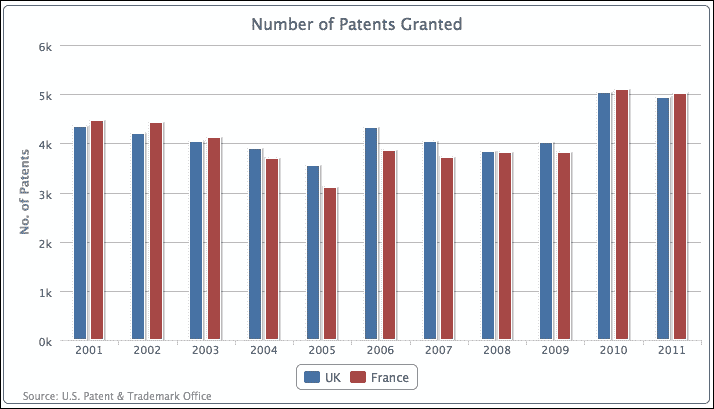 Number of Patents Granted
6k
5k
4k
3k
2k
1k
0k
No. of Patents
2001 2002 2003 2004 2005 2006 2007 2008 2009 2010 2011
UK France
Source: U.S. Patent & Trademark Office